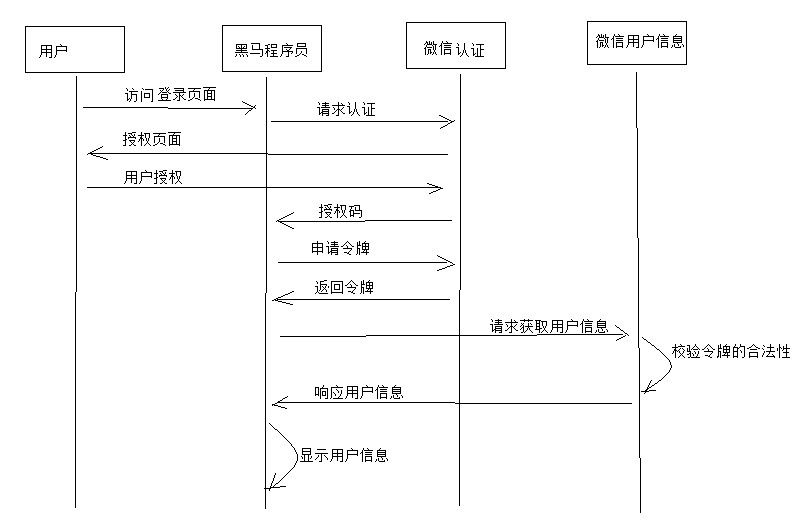 用户
黑马程序员
微信认证
微信用户信息
访问登录页面
请求认证
授权页面
用户授权
授权码
申请令牌
返回令牌
请求获取用户信息
校验令牌的合法性
响应用户信息
显示用户信息